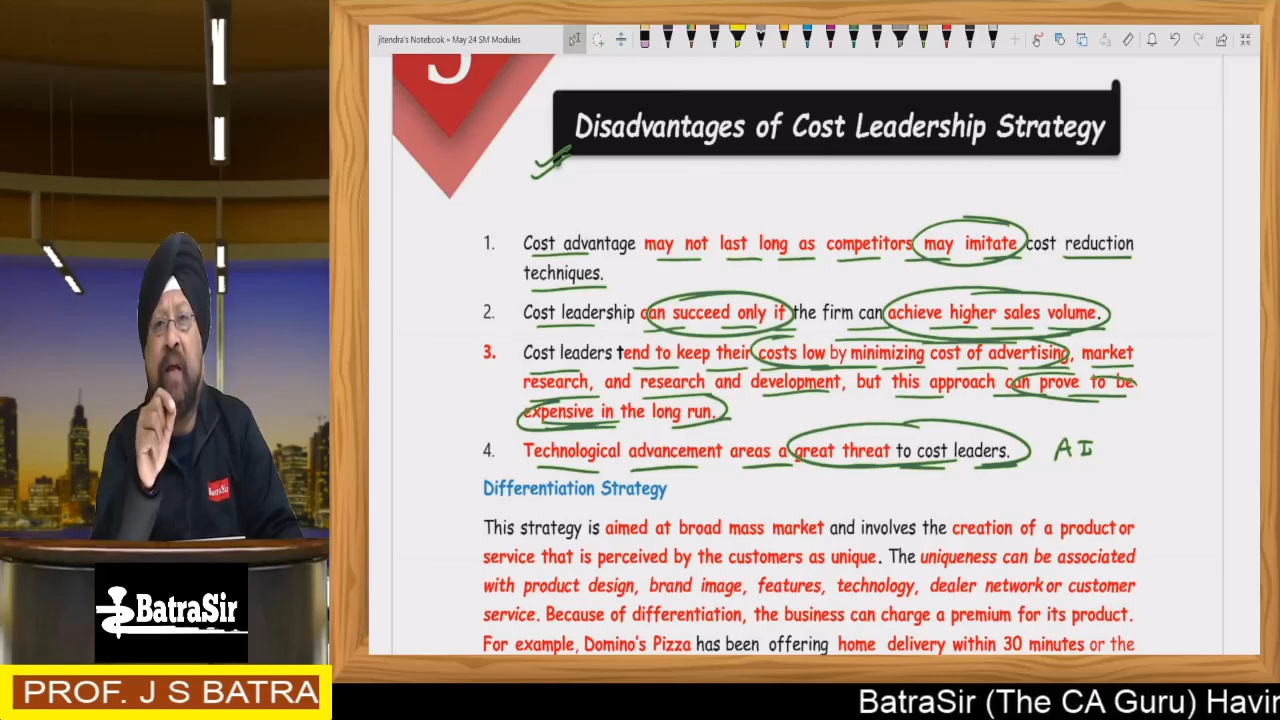 jitendra's Notebook » May 24 SM Modules
Disadvantages of Cost Leadership Strategy
1. Cost advantage may not last long as competitors may imitate cost reduction
techniques.
2. Cost leadership can succeed only if the firm can achieve higher sales volume.
3. Cost leaders tend to keep their costs low by minimizing cost of advertising, market
research, and research and development, but this approach can prove to be
expensive in the long run.
4. Technological advancement areas a great threat to cost leaders. AI
Differentiation Strategy
This strategy is aimed at broad mass market and involves the creation of a product or
service that is perceived by the customers as unique. The uniqueness can be associated
with product design, brand image, features, technology, dealer network or customer
service. Because of differentiation, the business can charge a premium for its product.
For example, Domino's Pizza has been offering home delivery within 30 minutes or the
BatraSir
BatraSir
PROF. J S BATRA
BatraSir (The CA Guru) Havin